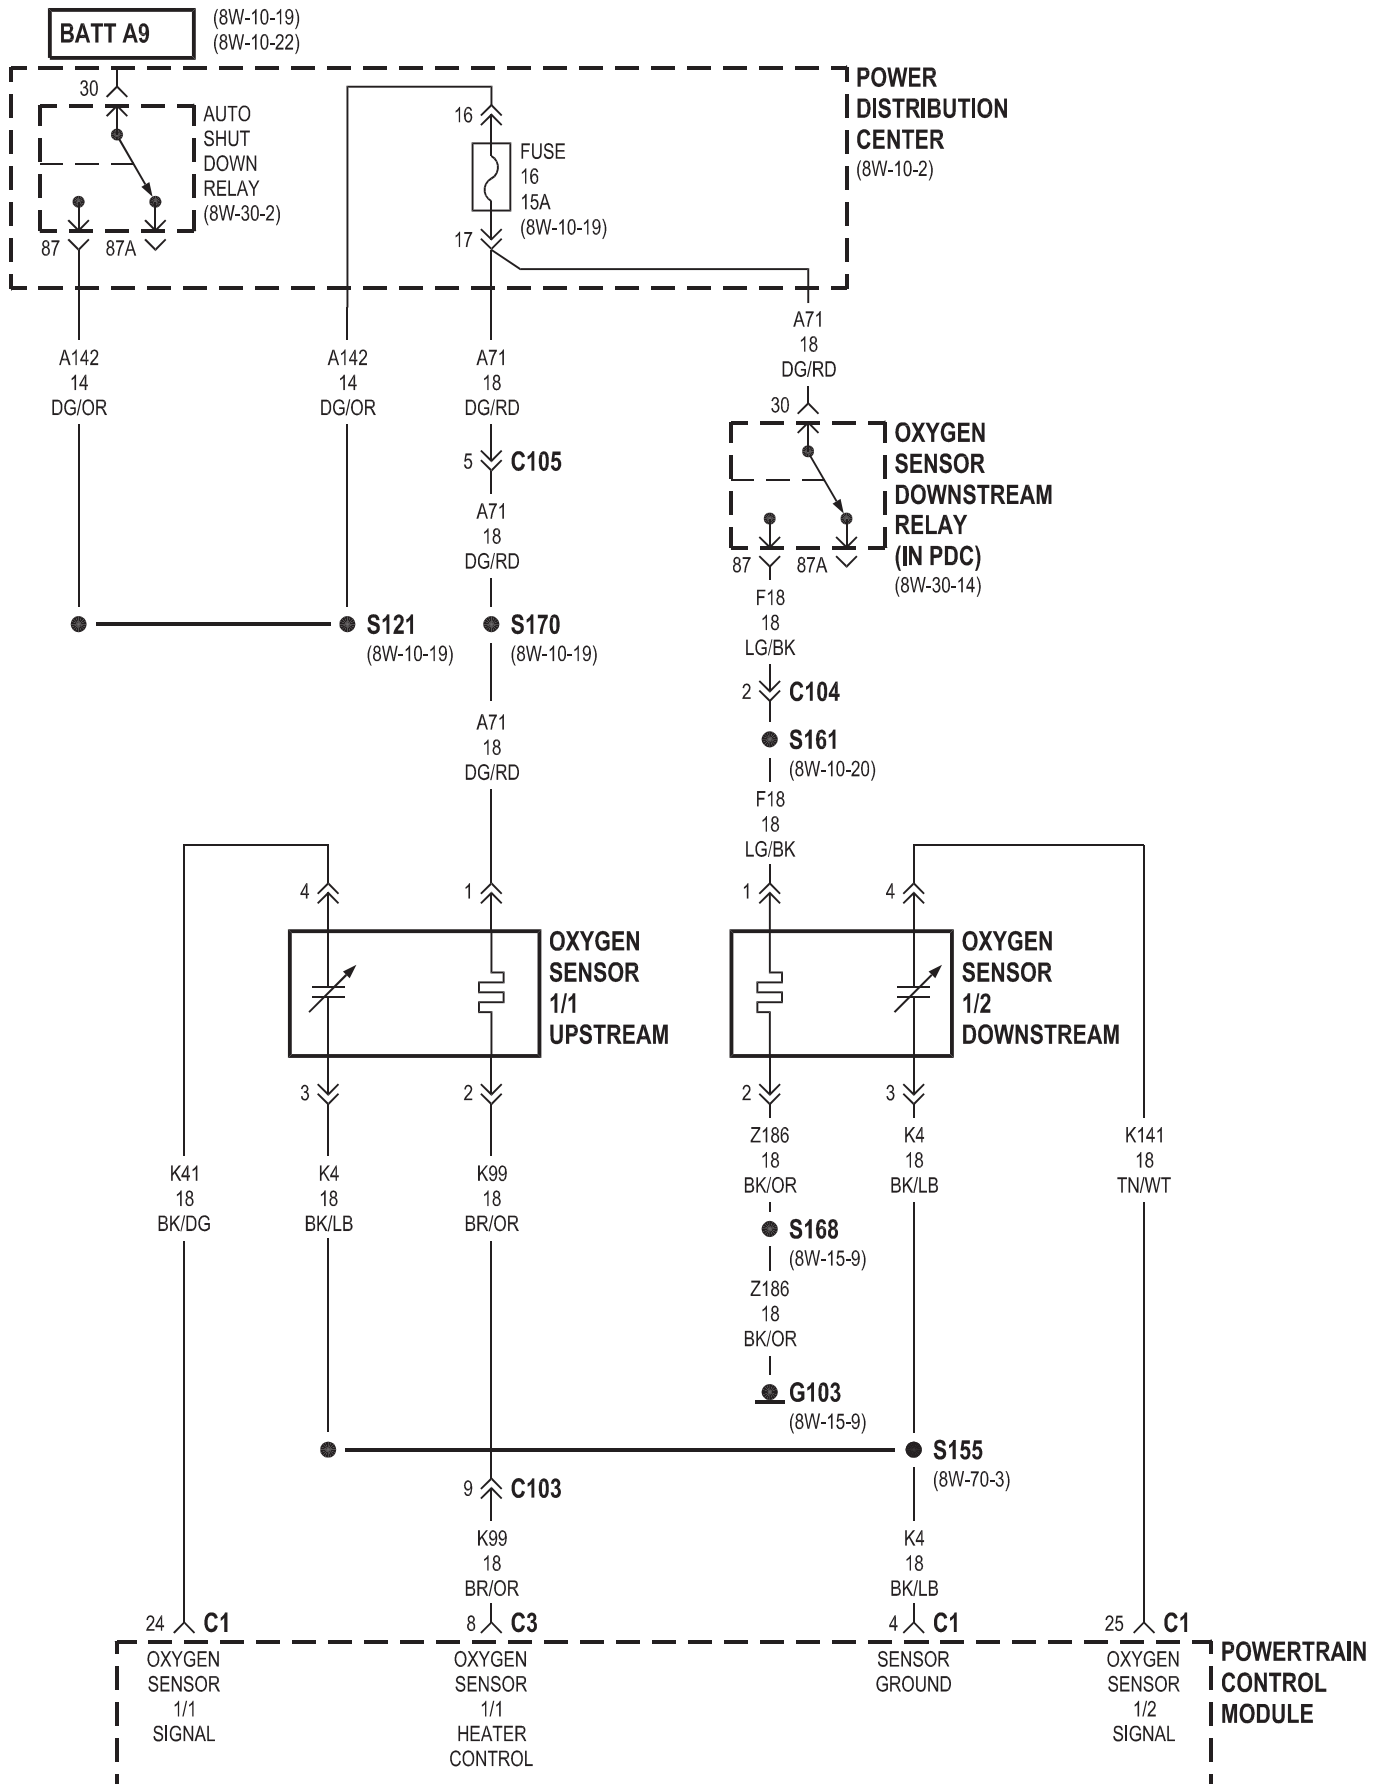 BATT A9
(8W-10-19)
(8W-10-22)
POWER
DISTRIBUTION
CENTER
(8W-10-2)
30
AUTO
SHUT
DOWN
RELAY
(8W-30-2)
87
87A
16
FUSE
16
15A
(8W-10-19)
17
A142
14
DG/OR
A142
14
DG/OR
A71
18
DG/RD
A71
18
DG/RD
5
C105
A71
18
DG/RD
30
OXYGEN
SENSOR
DOWNSTREAM
RELAY
(IN PDC)
(8W-30-14)
87
87A
F18
18
LG/BK
S121
(8W-10-19)
S170
(8W-10-19)
2
C104
S161
(8W-10-20)
A71
18
DG/RD
F18
18
LG/BK
4
1
1
4
OXYGEN
SENSOR
1/1
UPSTREAM
OXYGEN
SENSOR
1/2
DOWNSTREAM
3
2
2
3
K41
18
BK/DG
K4
18
BK/LB
K99
18
BR/OR
Z186
18
BK/OR
K4
18
BK/LB
K141
18
TN/WT
S168
(8W-15-9)
Z186
18
BK/OR
G103
(8W-15-9)
S155
(8W-70-3)
9
C103
K99
18
BR/OR
K4
18
BK/LB
24
C1
8
C3
4
C1
25
C1
OXYGEN
SENSOR
1/1
SIGNAL
OXYGEN
SENSOR
1/1
HEATER
CONTROL
SENSOR
GROUND
OXYGEN
SENSOR
1/2
SIGNAL
POWERTRAIN
CONTROL
MODULE